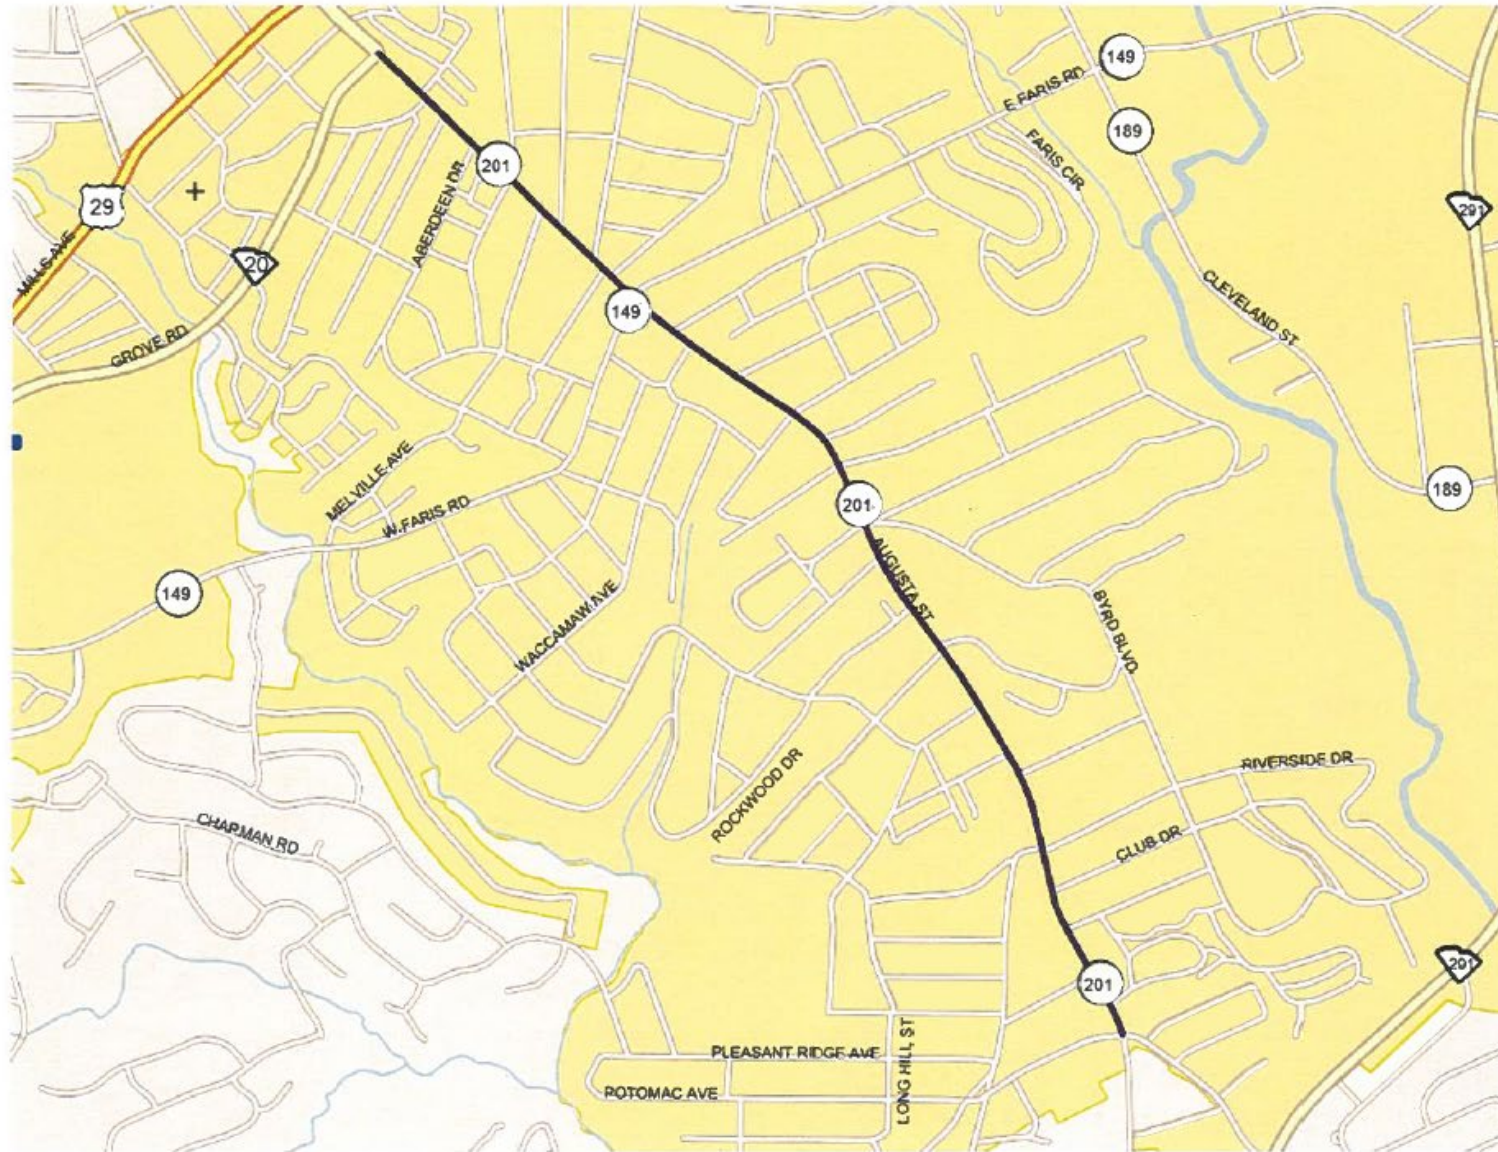 149
E FARIS RD
189
FARIS CIR
201
ABERDEEN DR
29
291
20
MILLS AVE
CLEVELAND ST
149
GROVE RD
MELVILLE AVE
189
201
W. FARIS RD
AUGUSTA ST
149
WACCAMAW AVE
BYRD BLVD.
RIVERSIDE DR
ROCKWOOD DR
CHAPMAN RD
CLUB DR
291
201
PLEASANT RIDGE AVE
LONG HILL ST
POTOMAC AVE